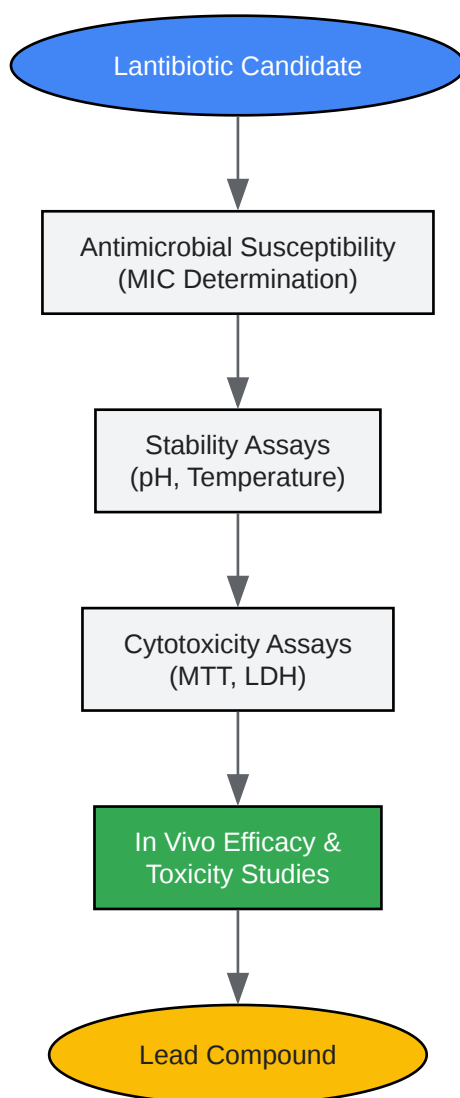 Lantibiotic Candidate
Antimicrobial Susceptibility
(MIC Determination)
Stability Assays
(pH, Temperature)
Cytotoxicity Assays
(MTT, LDH)
In Vivo Efficacy &
Toxicity Studies
Lead Compound